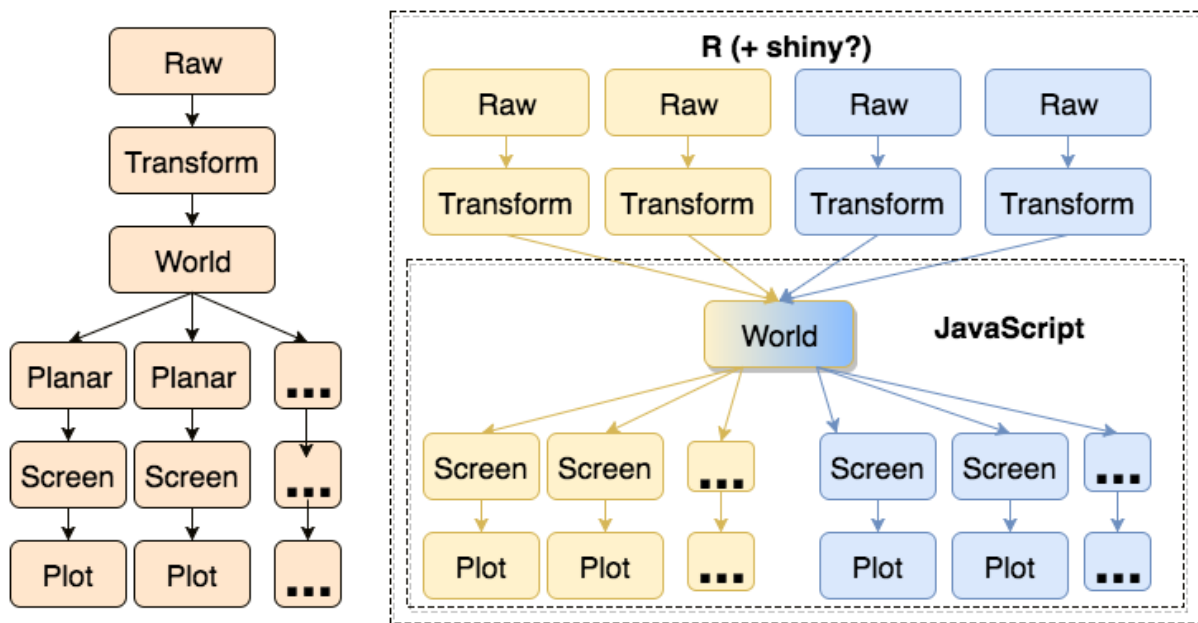 Raw
Transform
World
Planar Planar ...
Screen Screen ...
Plot Plot ...
R (+ shiny?)
Raw Raw Raw Raw
Transform Transform Transform Transform
World
JavaScript
Screen Screen ... Screen Screen ...
Plot Plot ... Plot Plot ...